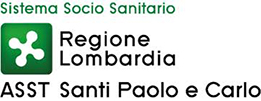 Sistema Socio Sanitario
Regione
Lombardia
ASST Santi Paolo e Carlo